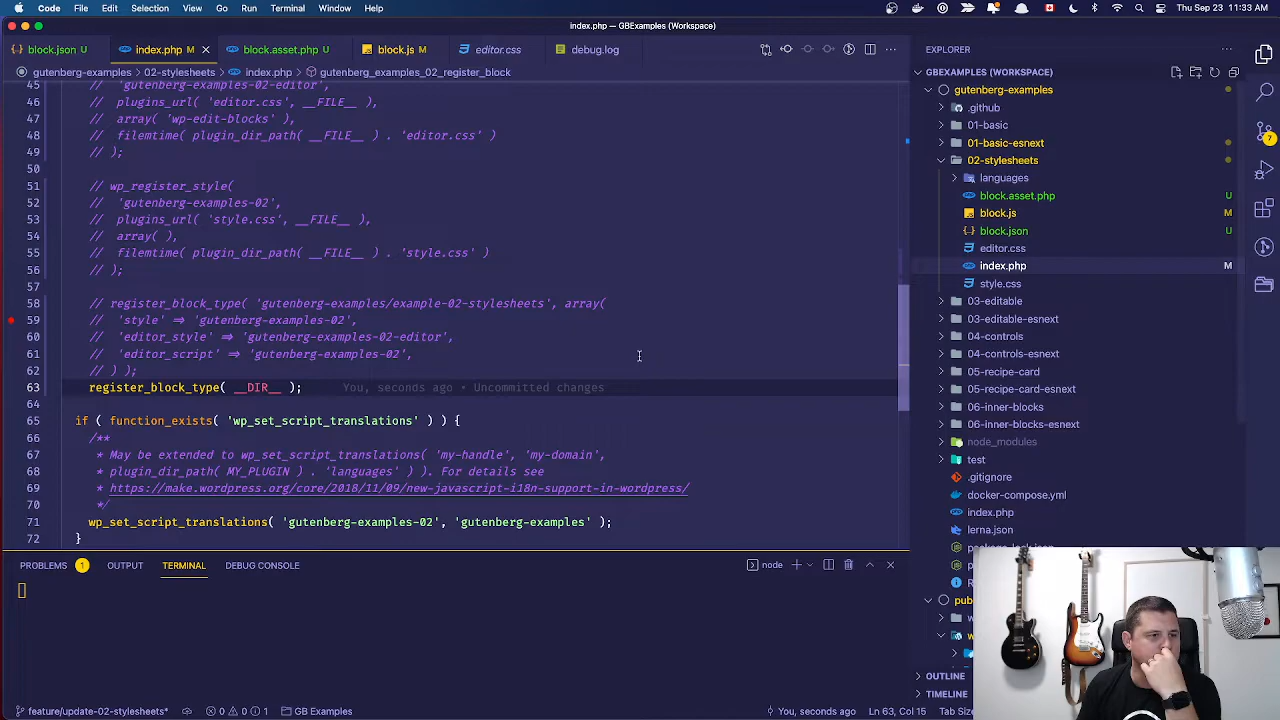 Code File Edit Selection View Go Run Terminal Window Help
Thu Sep 23 11:33 AM
index.php (Workspace)
block.json U
index.php M
block.asset.php U
block.js M
editor.css
debug.log
gutenberg-examples > 02-stylesheets > index.php > gutenberg_examples_02_register_block
45 // 'gutenberg-examples-02-editor',
46 // plugins_url( 'editor.css', __FILE__ ),
47 // array( 'wp-edit-blocks' ),
48 // filemtime( plugin_dir_path( __FILE__ ) . 'editor.css' )
49 // );
50
51 // wp_register_style(
52 // 'gutenberg-examples-02',
53 // plugins_url( 'style.css', __FILE__ ),
54 // array( ),
55 // filemtime( plugin_dir_path( __FILE__ ) . 'style.css' )
56 // );
57
58 // register_block_type( 'gutenberg-examples/example-02-stylesheets', array(
59 // 'style' => 'gutenberg-examples-02',
60 // 'editor_style' => 'gutenberg-examples-02-editor',
61 // 'editor_script' => 'gutenberg-examples-02',
62 // ) );
63 register_block_type( __DIR__ ); You, seconds ago • Uncommitted changes
64
65 if ( function_exists( 'wp_set_script_translations' ) ) {
66 /**
67 * May be extended to wp_set_script_translations( 'my-handle', 'my-domain',
68 * plugin_dir_path( MY_PLUGIN ) . 'languages' ) ). For details see
69 * https://make.wordpress.org/core/2018/11/09/new-javascript-i18n-support-in-wordpress/
70 */
71 wp_set_script_translations( 'gutenberg-examples-02', 'gutenberg-examples' );
72 }
PROBLEMS 1 OUTPUT TERMINAL DEBUG CONSOLE
node
EXPLORER
GBEXAMPLES (WORKSPACE)
gutenberg-examples
.github
01-basic
01-basic-esnext
02-stylesheets
languages
block.asset.php U
block.js M
block.json U
editor.css
index.php M
style.css
03-editable
03-editable-esnext
04-controls
04-controls-esnext
05-recipe-card
05-recipe-card-esnext
06-inner-blocks
06-inner-blocks-esnext
node_modules
test
.gitignore
docker-compose.yml
index.php
lerna.json
OUTLINE
TIMELINE
7
feature/update-02-stylesheets* 0 0 1 GB Examples
You, seconds ago Ln 63, Col 15